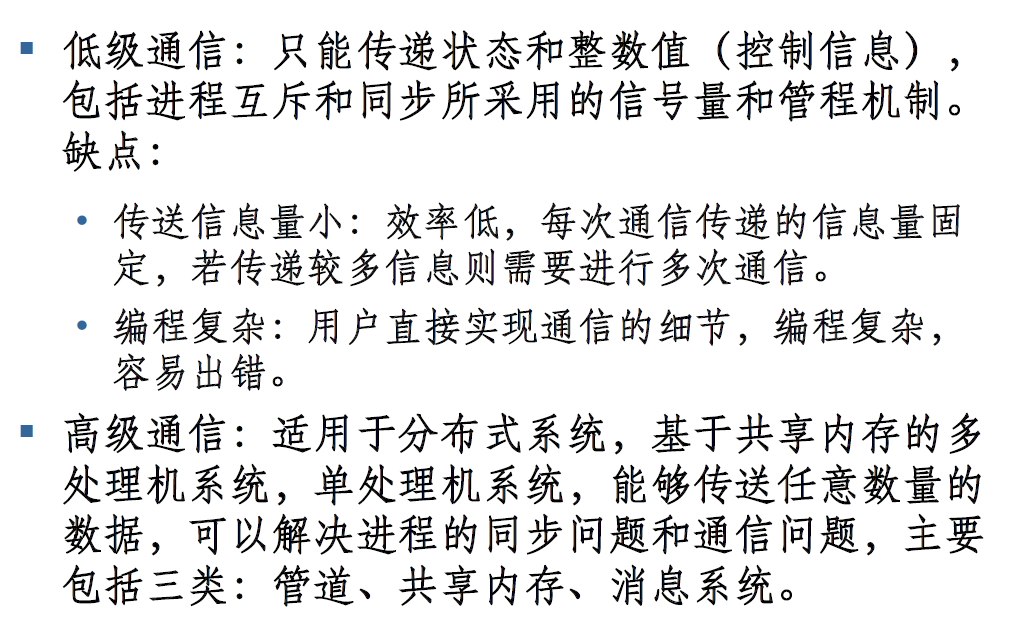 低级通信：只能传递状态和整数值（控制信息），
包括进程互斥和同步所采用的信号量和管程机制。
缺点：
传送信息量小：效率低，每次通信传递的信息量固
定，若传递较多信息则需要进行多次通信。
编程复杂：用户直接实现通信的细节，编程复杂，
容易出错。
高级通信：适用于分布式系统，基于共享内存的多
处理机系统，单处理机系统，能够传送任意数量的
数据，可以解决进程的同步问题和通信问题，主要
包括三类：管道、共享内存、消息系统。